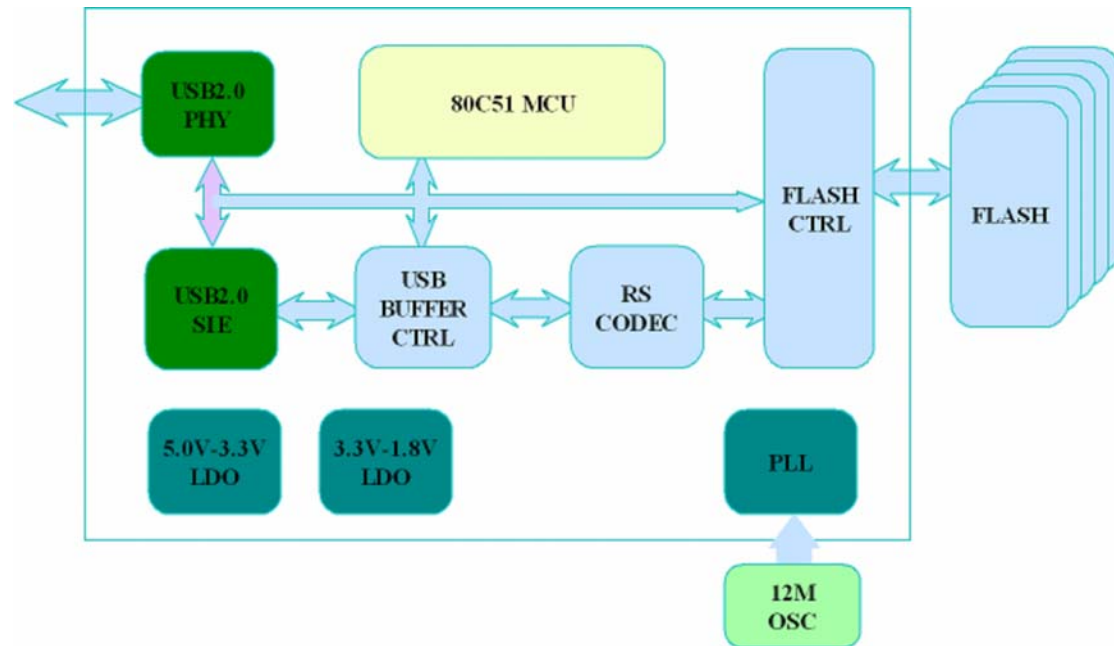 USB2.0
PHY
80C51 MCU
FLASH
CTRL
FLASH
USB2.0
SIE
USB
BUFFER
CTRL
RS
CODEC
5.0V-3.3V
LDO
3.3V-1.8V
LDO
PLL
12M
OSC